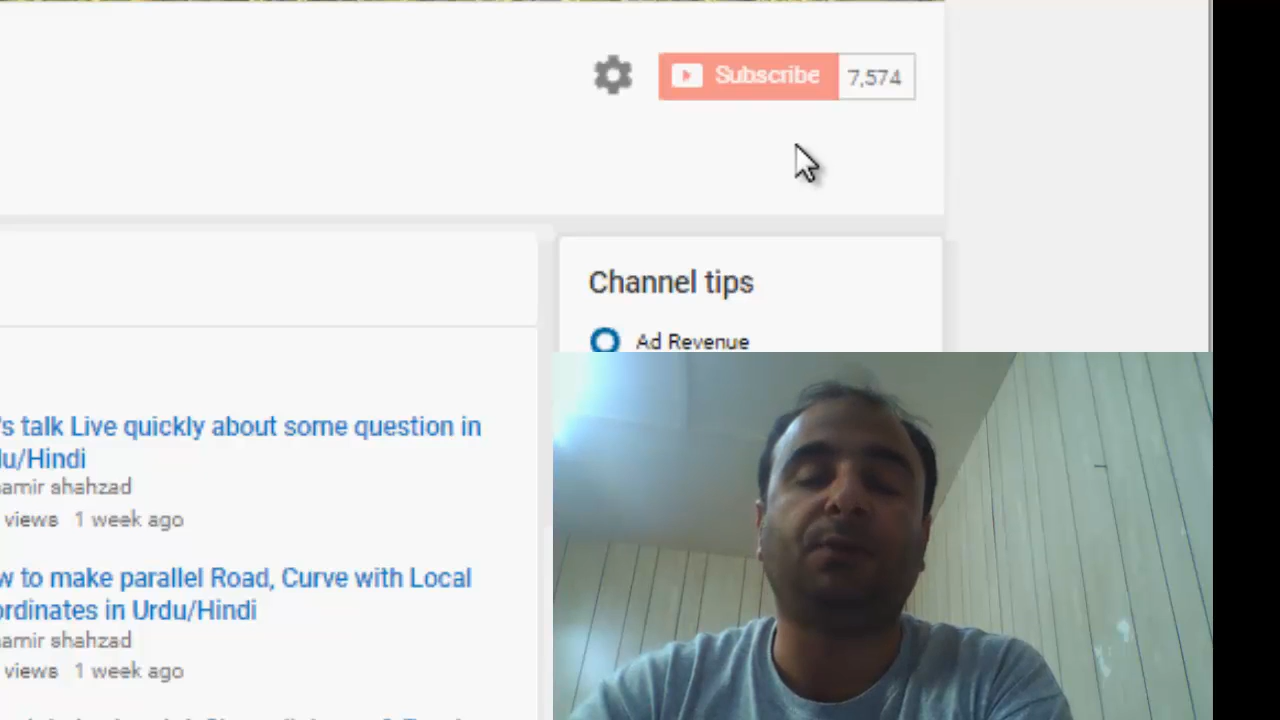 Subscribe 7,574
Channel tips
Ad Revenue
's talk Live quickly about some question in
du/Hindi
amir shahzad
views 1 week ago
w to make parallel Road, Curve with Local
ordinates in Urdu/Hindi
amir shahzad
views 1 week ago